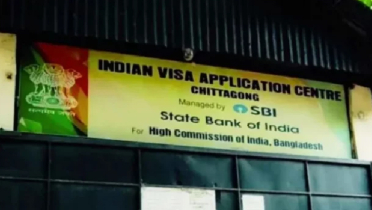 INDIAN VISA APPLICATION CENTRE
CHITTAGONG
Managed by SBI
State Bank of India
For High Commission of India, Bangladesh